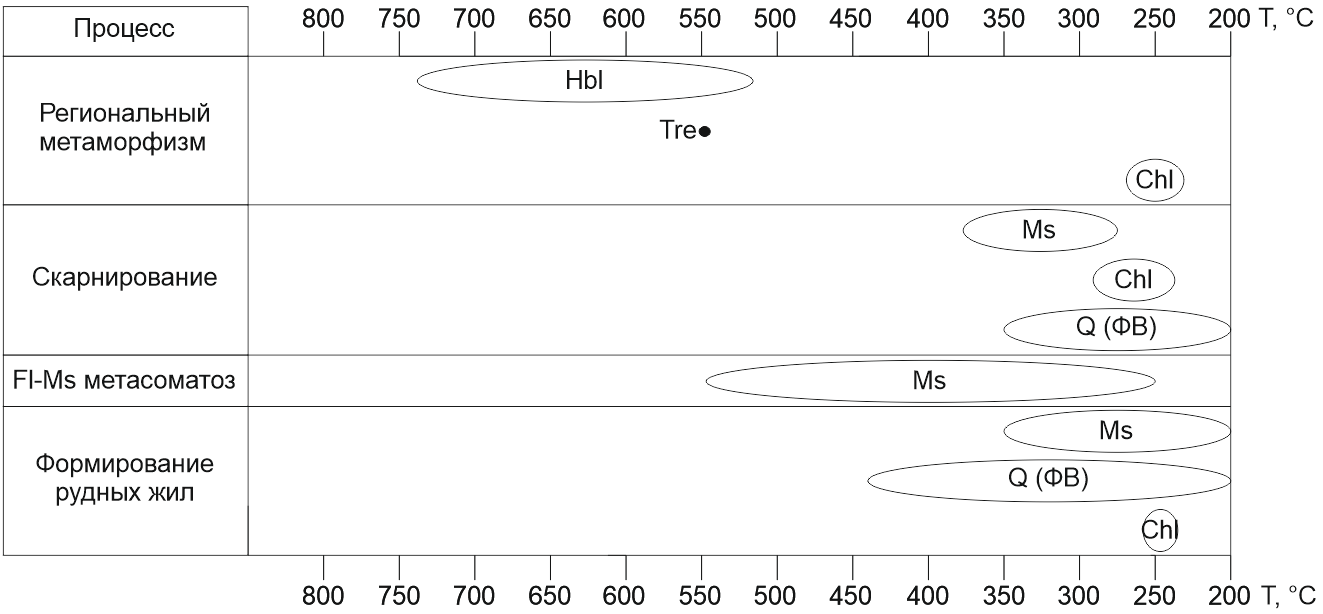 800 750 700 650 600 550 500 450 400 350 300 250 200 T, °C
Процесс
Региональный
метаморфизм
Hbl
Tre
Chl
Скарнирование
Ms
Chl
Q (ФВ)
Fl-Ms метасоматоз
Ms
Формирование
рудных жил
Ms
Q (ФВ)
Chl
800 750 700 650 600 550 500 450 400 350 300 250 200 T, °C